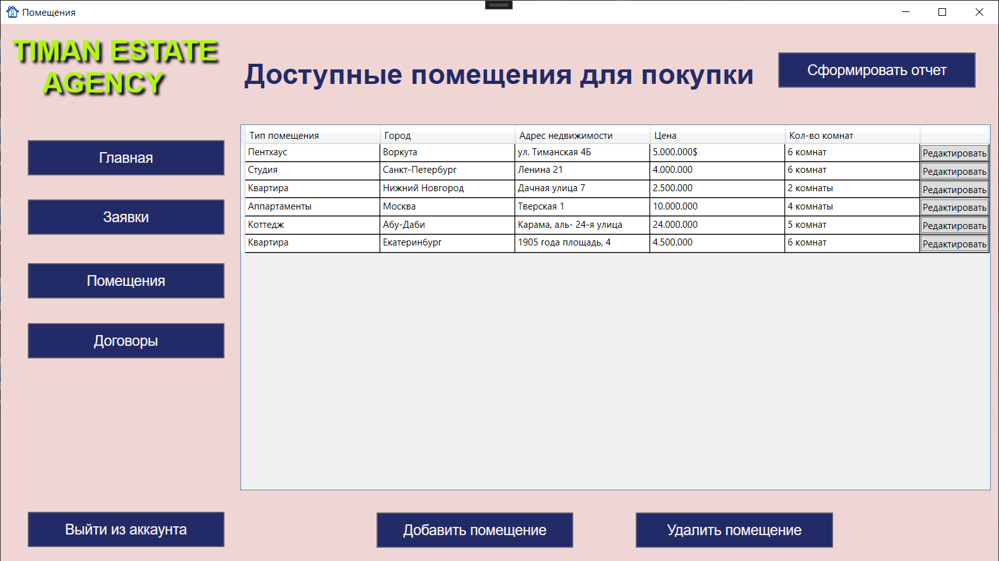 Помещения
TIMAN ESTATE
AGENCY
Доступные помещения для покупки
Сформировать отчет
Главная
Заявки
Помещения
Договоры
Выйти из аккаунта
Тип помещения Город Адрес недвижимости Цена Кол-во комнат
Пентхаус Воркута ул. Тиманская 4Б 5.000.000$ 6 комнат Редактировать
Студия Санкт-Петербург Ленина 21 4.000.000 6 комнат Редактировать
Квартира Нижний Новгород Дачная улица 7 2.500.000 2 комнаты Редактировать
Аппартаменты Москва Тверская 1 10.000.000 4 комнаты Редактировать
Коттедж Абу-Даби Карама, аль- 24-я улица 24.000.000 5 комнат Редактировать
Квартира Екатеринбург 1905 года площадь, 4 4.500.000 6 комнат Редактировать
Добавить помещение
Удалить помещение